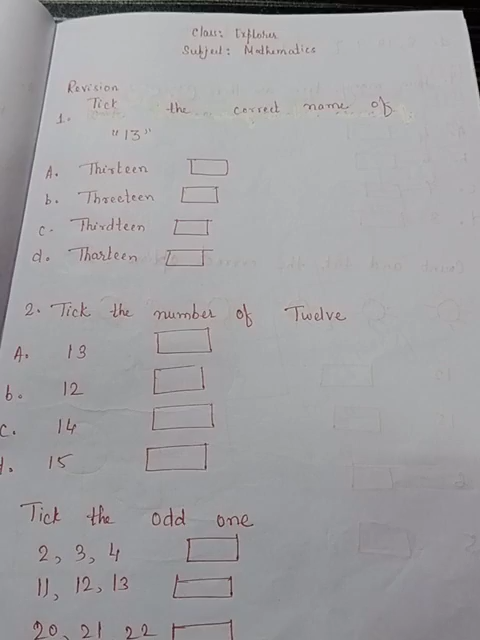 Class: Explorer
Subject: Mathematics
Revision
1. Tick the correct name of
"13"
A. Thirteen
b. Threeteen
c. Thirdteen
d. Tharteen
2. Tick the number of Twelve
A. 13
b. 12
c. 14
d. 15
Tick the odd one
2, 3, 4
11, 12, 13
20, 21 22